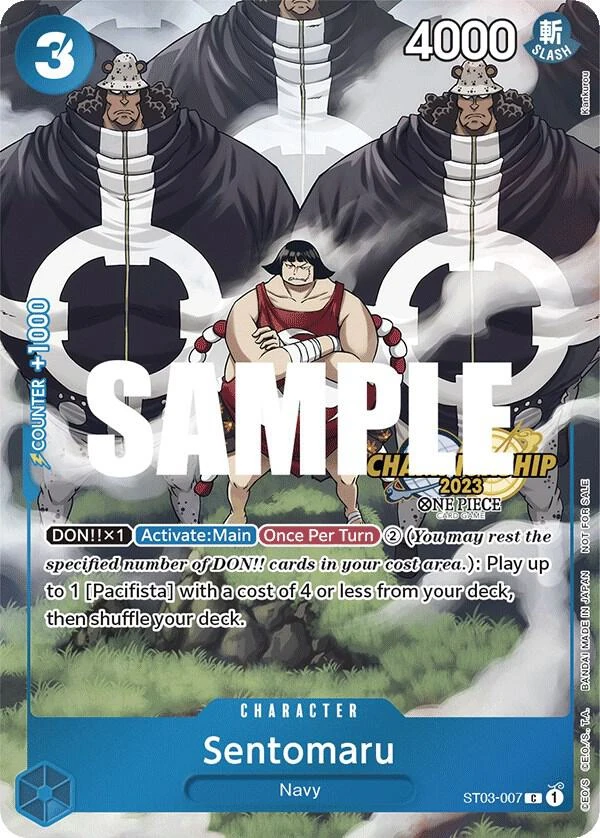 3
4000
斬
SLASH
Kankurou
COUNTER +1000
SAMPLE
CHAMPIONSHIP
2023
ONE PIECE
CARD GAME
DON!!×1 Activate:Main Once Per Turn ② (You may rest the
specified number of DON!! cards in your cost area.): Play up
to 1 [Pacifista] with a cost of 4 or less from your deck,
then shuffle your deck.
CHARACTER
Sentomaru
Navy
ST03-007 C 1
©EO/S ©E.O./S., T.A. BANDAI MADE IN JAPAN NOT FOR SALE